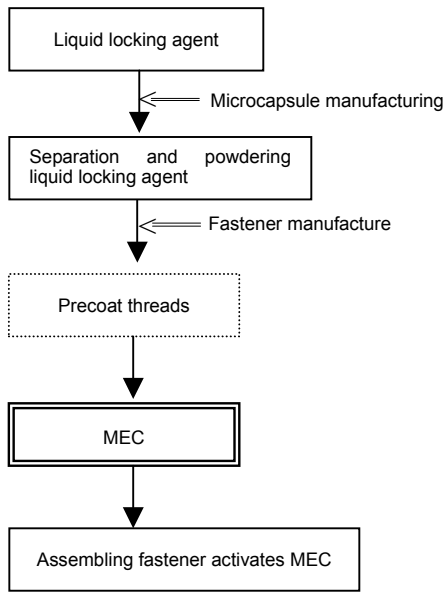 Liquid locking agent
Microcapsule manufacturing
Separation and powdering
liquid locking agent
Fastener manufacture
Precoat threads
MEC
Assembling fastener activates MEC